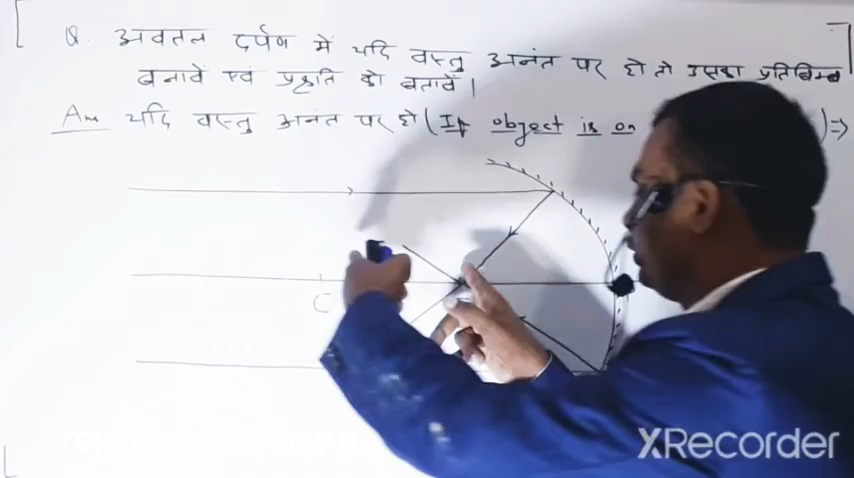 Q. अवतल दर्पण में यदि वस्तु अनंत पर हो तो उसका प्रतिबिम्ब
बनावें एवं प्रकृति को बतावें।
Ans यदि वस्तु अनंत पर हो (If object is on ) ⇒
C
XRecorder